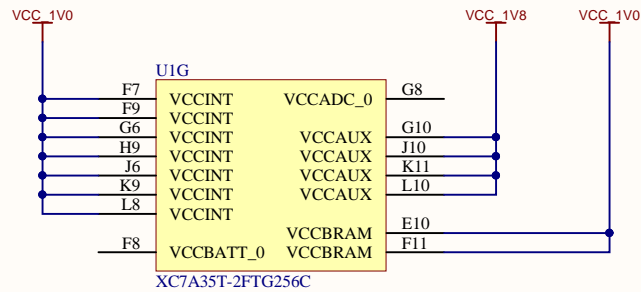 VCC_1V0 VCC_1V8 VCC_1V0
U1G
F7 VCCINT VCCADC_0 G8
F9 VCCINT
G6 VCCINT VCCAUX G10
H9 VCCINT VCCAUX J10
J6 VCCINT VCCAUX K11
K9 VCCINT VCCAUX L10
L8 VCCINT
VCCBRAM E10
F8 VCCBATT_0 VCCBRAM F11
XC7A35T-2FTG256C